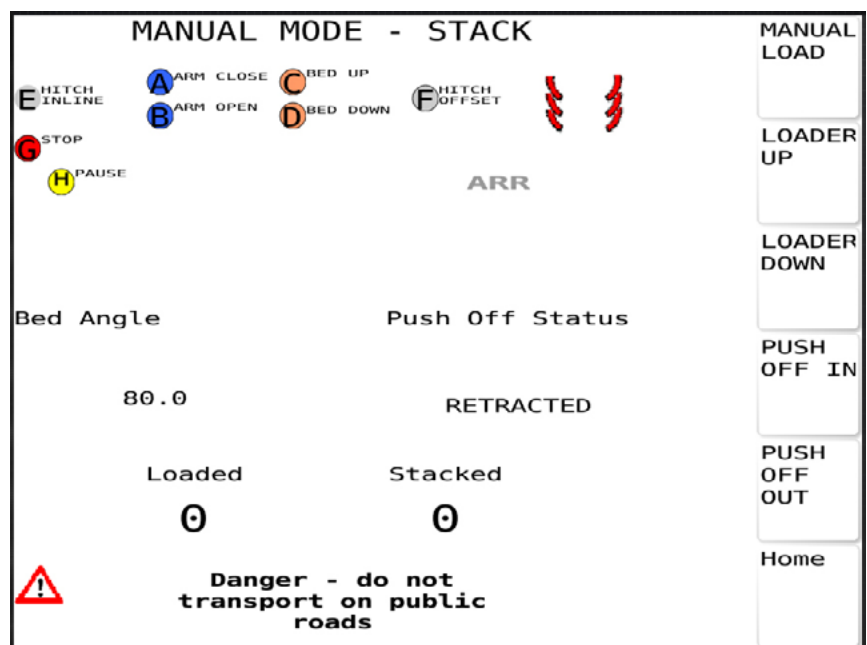 MANUAL MODE - STACK
E HITCH INLINE
A ARM CLOSE
B ARM OPEN
C BED UP
D BED DOWN
F HITCH OFFSET
G STOP
H PAUSE
ARR
Bed Angle
Push Off Status
80.0
RETRACTED
Loaded
Stacked
0
0
Danger - do not
transport on public
roads
MANUAL
LOAD
LOADER
UP
LOADER
DOWN
PUSH
OFF IN
PUSH
OFF
OUT
Home